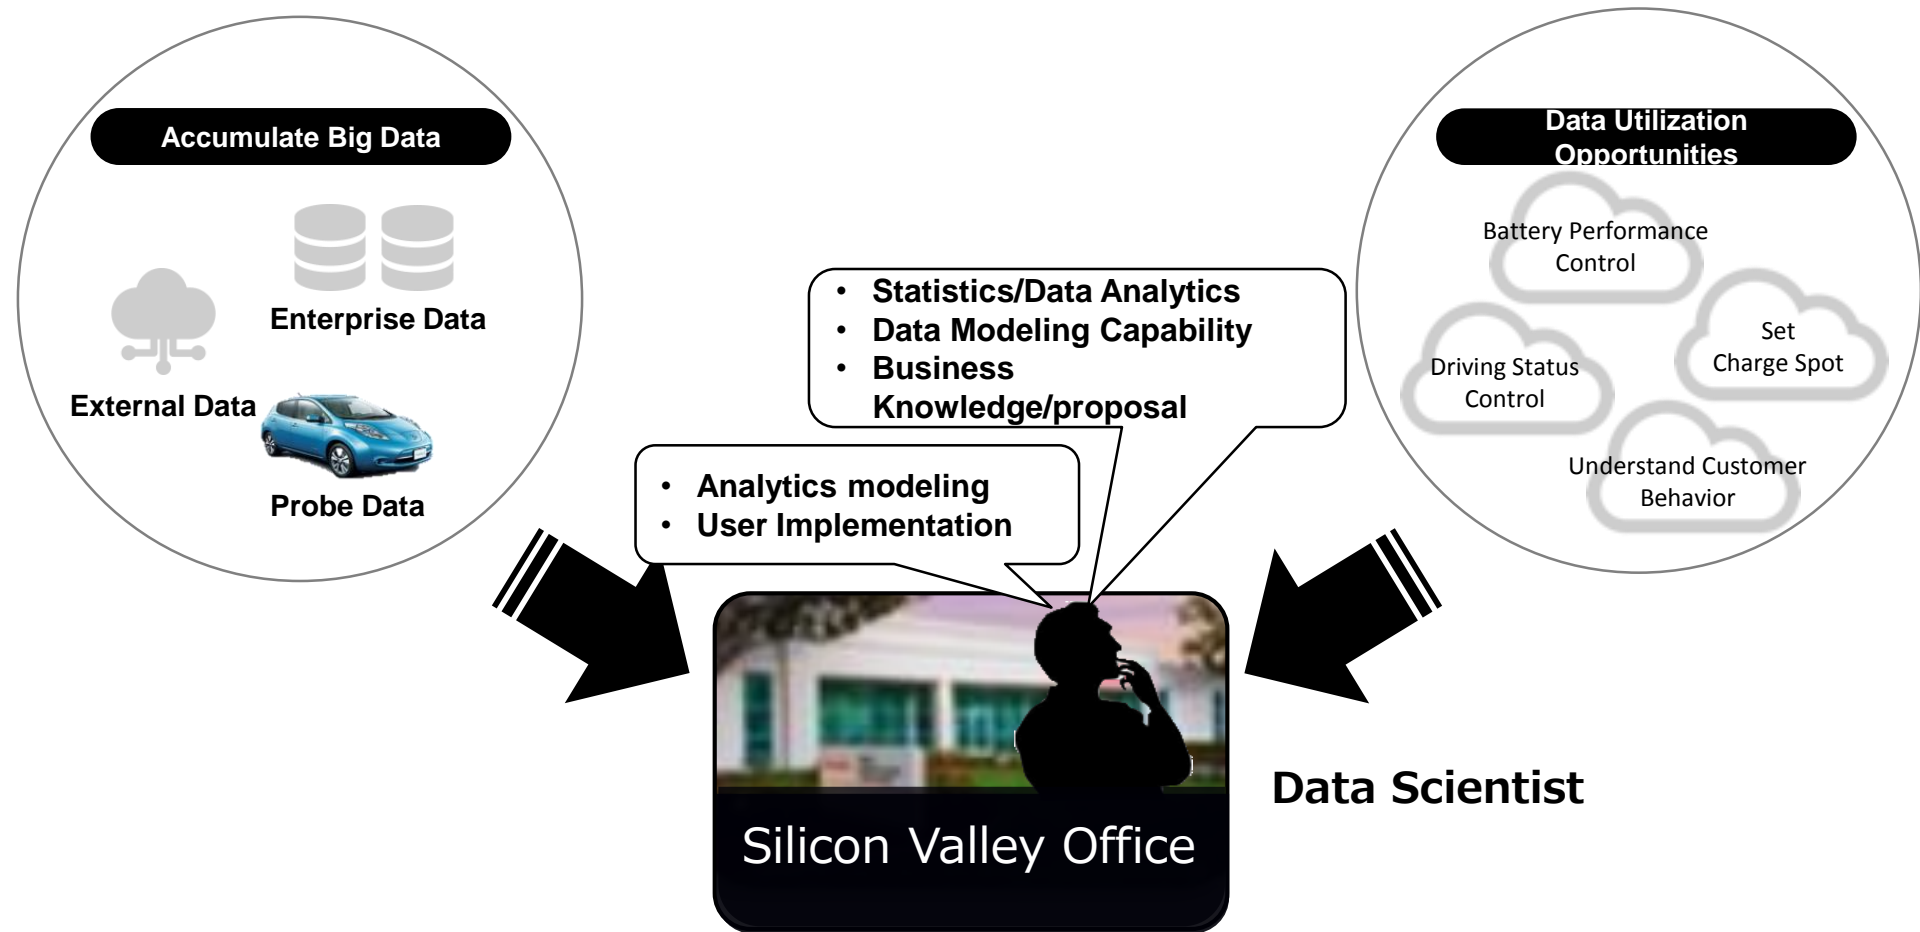 Accumulate Big Data
Enterprise Data
External Data
Probe Data
• Statistics/Data Analytics
• Data Modeling Capability
• Business
Knowledge/proposal
• Analytics modeling
• User Implementation
Data Utilization
Opportunities
Battery Performance
Control
Set
Charge Spot
Driving Status
Control
Understand Customer
Behavior
Silicon Valley Office
Data Scientist